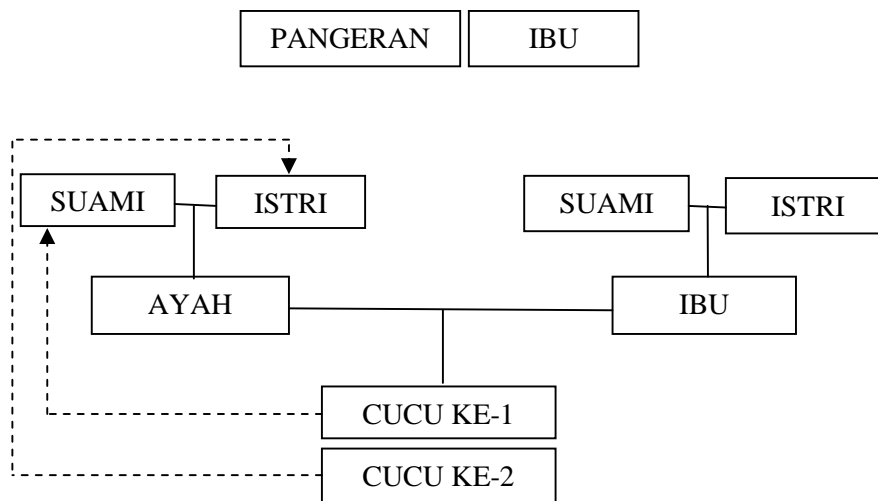 PANGERAN IBU
SUAMI ISTRI SUAMI ISTRI
AYAH IBU
CUCU KE-1
CUCU KE-2